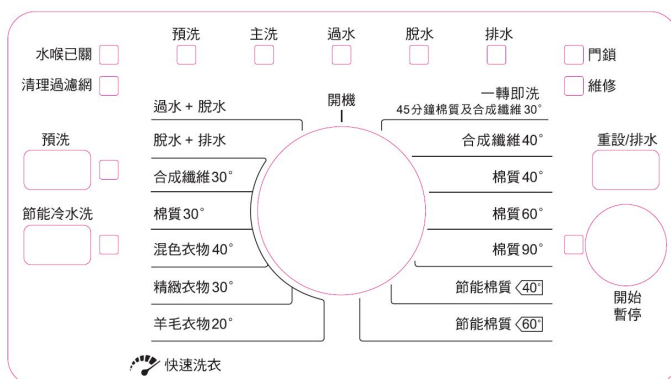 預洗 主洗 過水 脫水 排水
水喉已關
門鎖
清理過濾網
維修
開機
一轉即洗
45分鐘棉質及合成纖維30°
過水 + 脫水
脫水 + 排水
合成纖維30°
棉質30°
混色衣物40°
精緻衣物30°
羊毛衣物20°
合成纖維40°
棉質40°
棉質60°
棉質90°
節能棉質 40°
節能棉質 60°
預洗
節能冷水洗
重設/排水
開始
暫停
快速洗衣